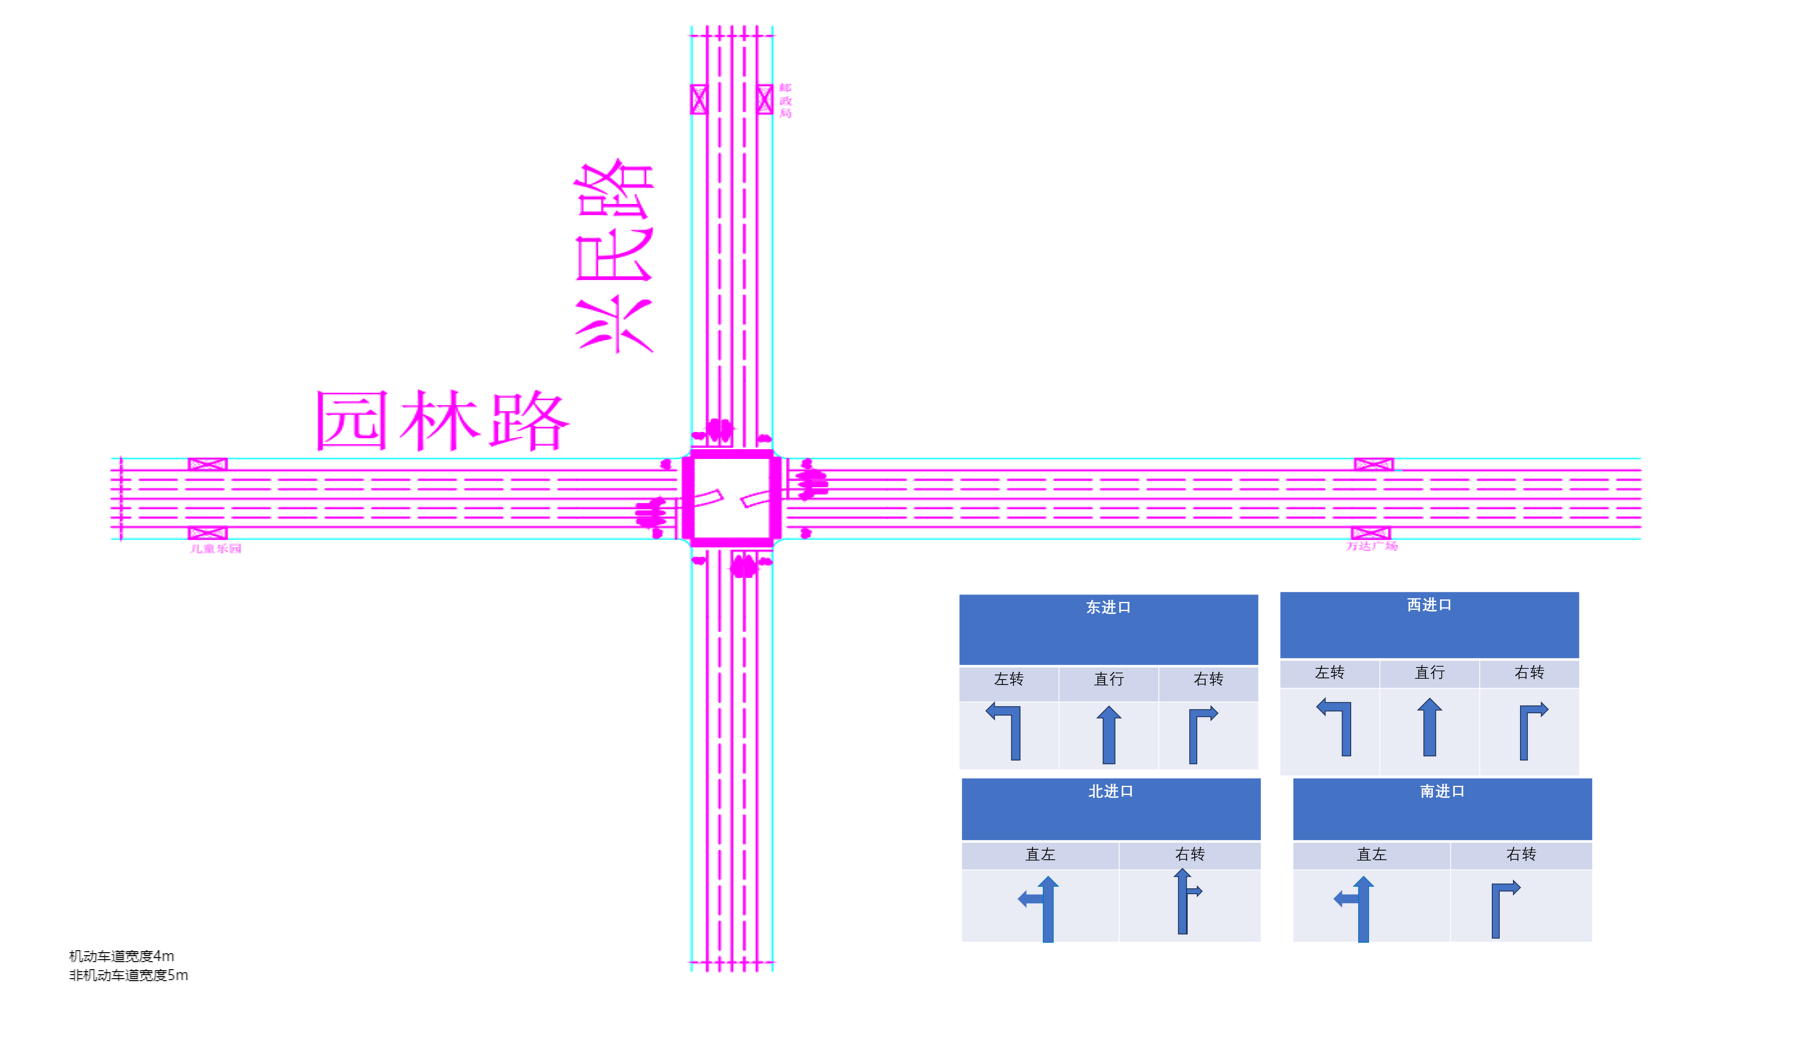 邮
政
局
兴民路
园林路
儿童乐园
万达广场
东进口
左转 直行 右转
西进口
左转 直行 右转
北进口
直左 右转
南进口
直左 右转
机动车道宽度4m
非机动车道宽度5m